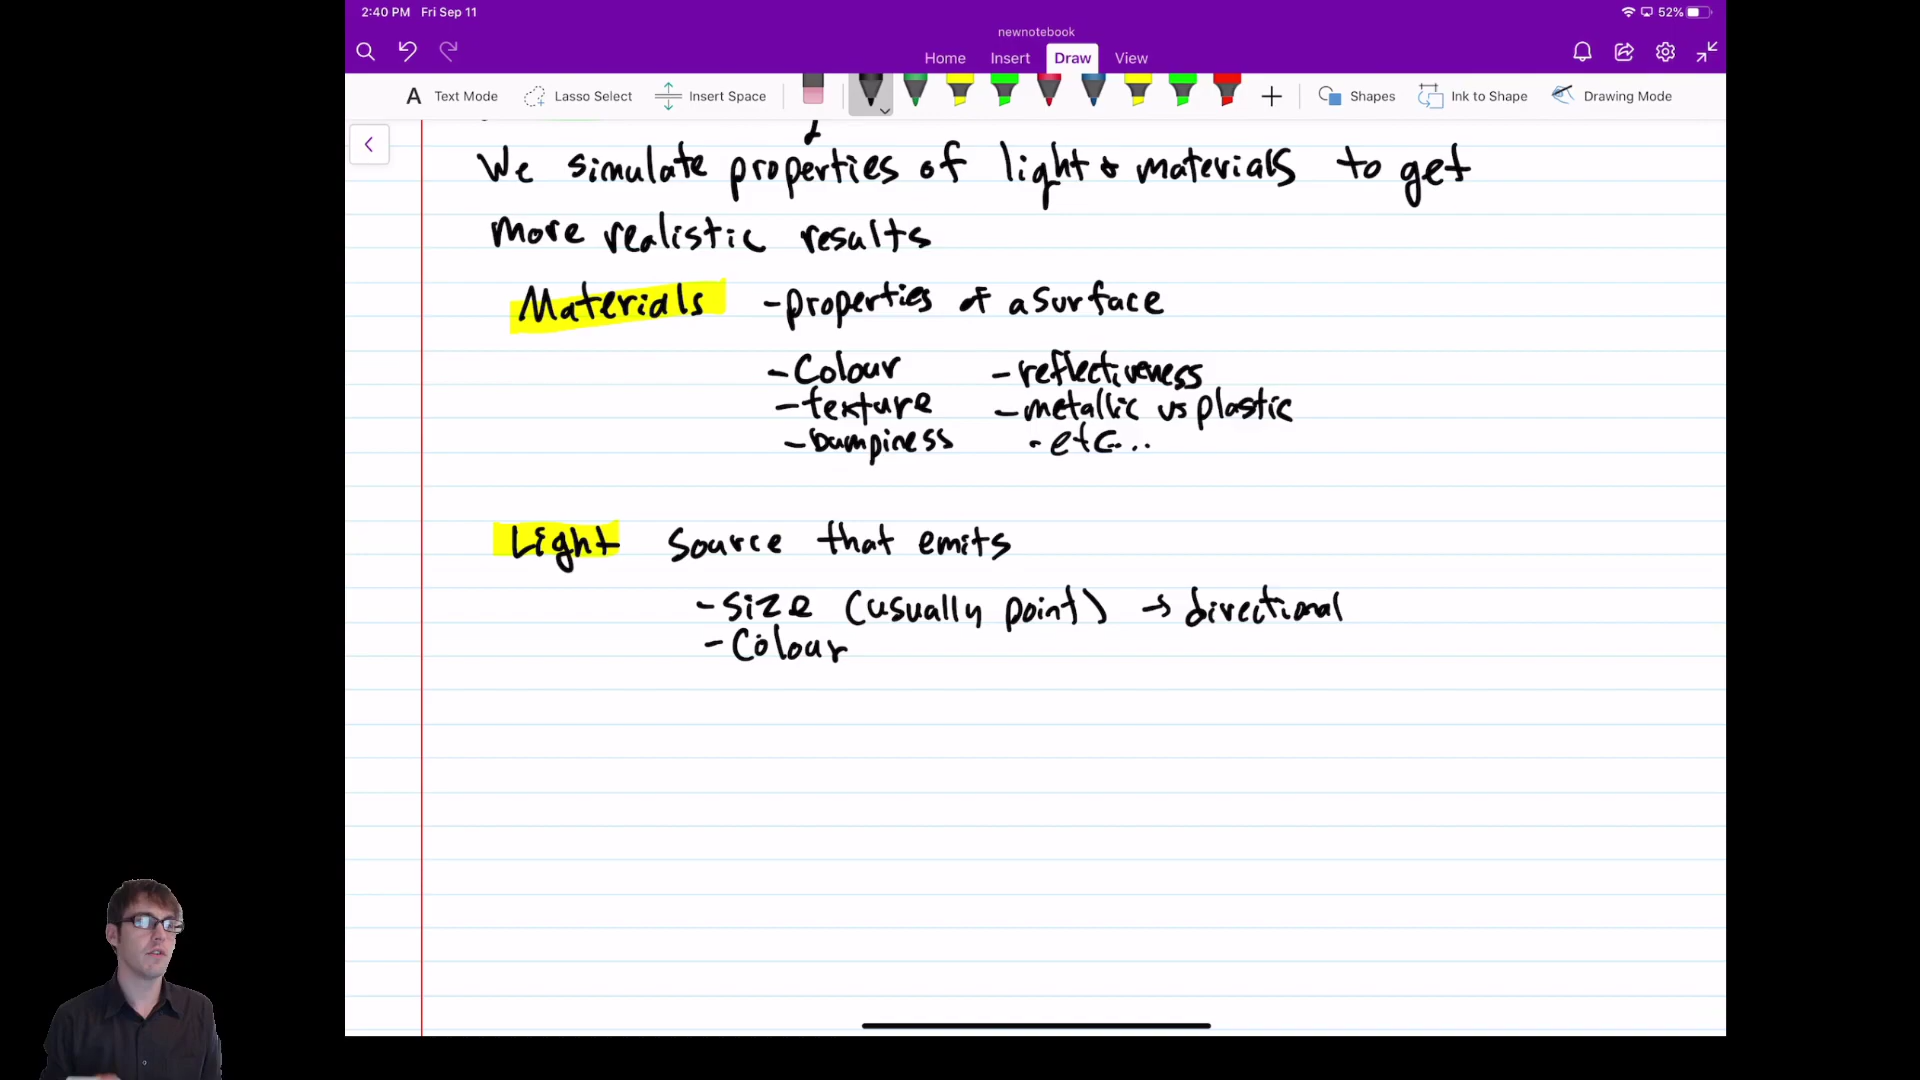 2:40 PM Fri Sep 11
52%
newnotebook
Home Insert Draw View
A Text Mode Lasso Select Insert Space Shapes Ink to Shape Drawing Mode
We simulate properties of light & materials to get
more realistic results
Materials - properties of a surface
- Colour - reflectiveness
- texture - metallic vs plastic
- bumpiness - etc...
Light Source that emits
- Size (usually point) → directional
- Colour